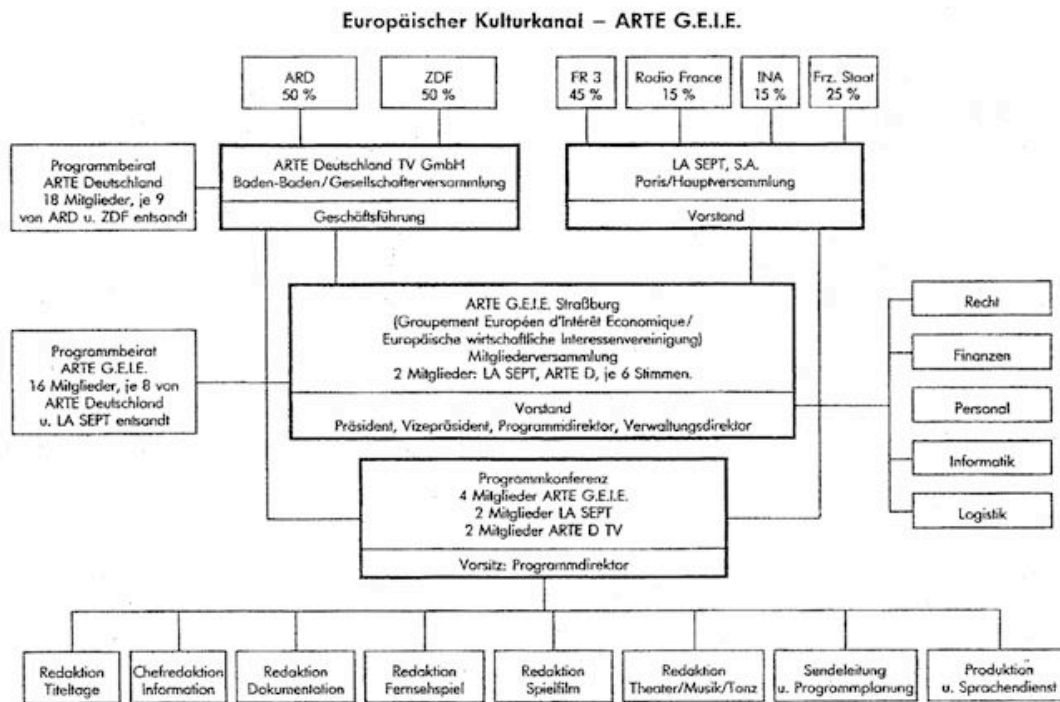 Europäischer Kulturkanal – ARTE G.E.I.E.
ARD
50 %
ZDF
50 %
FR 3
45 %
Radio France
15 %
INA
15 %
Frz. Staat
25 %
Programmbeirat
ARTE Deutschland
18 Mitglieder, je 9
von ARD u. ZDF entsandt
ARTE Deutschland TV GmbH
Baden-Baden/Gesellschafterversammlung
Geschäftsführung
LA SEPT, S.A.
Paris/Hauptversammlung
Vorstand
Programmbeirat
ARTE G.E.I.E.
16 Mitglieder, je 8 von
ARTE Deutschland
u. LA SEPT entsandt
ARTE G.E.I.E. Straßburg
(Groupement Européen d'Intérêt Economique/
Europäische wirtschaftliche Interessenvereinigung)
Mitgliederversammlung
2 Mitglieder: LA SEPT, ARTE D, je 6 Stimmen.
Vorstand
Präsident, Vizepräsident, Programmdirektor, Verwaltungsdirektor
Recht
Finanzen
Personal
Informatik
Logistik
Programmkonferenz
4 Mitglieder ARTE G.E.I.E.
2 Mitglieder LA SEPT
2 Mitglieder ARTE D TV
Vorsitz: Programmdirektor
Redaktion
Titeltage
Chefredaktion
Information
Redaktion
Dokumentation
Redaktion
Fernsehspiel
Redaktion
Spielfilm
Redaktion
Theater/Musik/Tanz
Sendeleitung
u. Programmplanung
Produktion
u. Sprachendienst